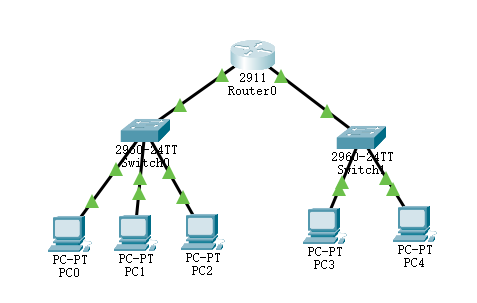 2911
Router0
2960-24TT
Switch0
2960-24TT
Switch1
PC-PT
PC0
PC-PT
PC1
PC-PT
PC2
PC-PT
PC3
PC-PT
PC4